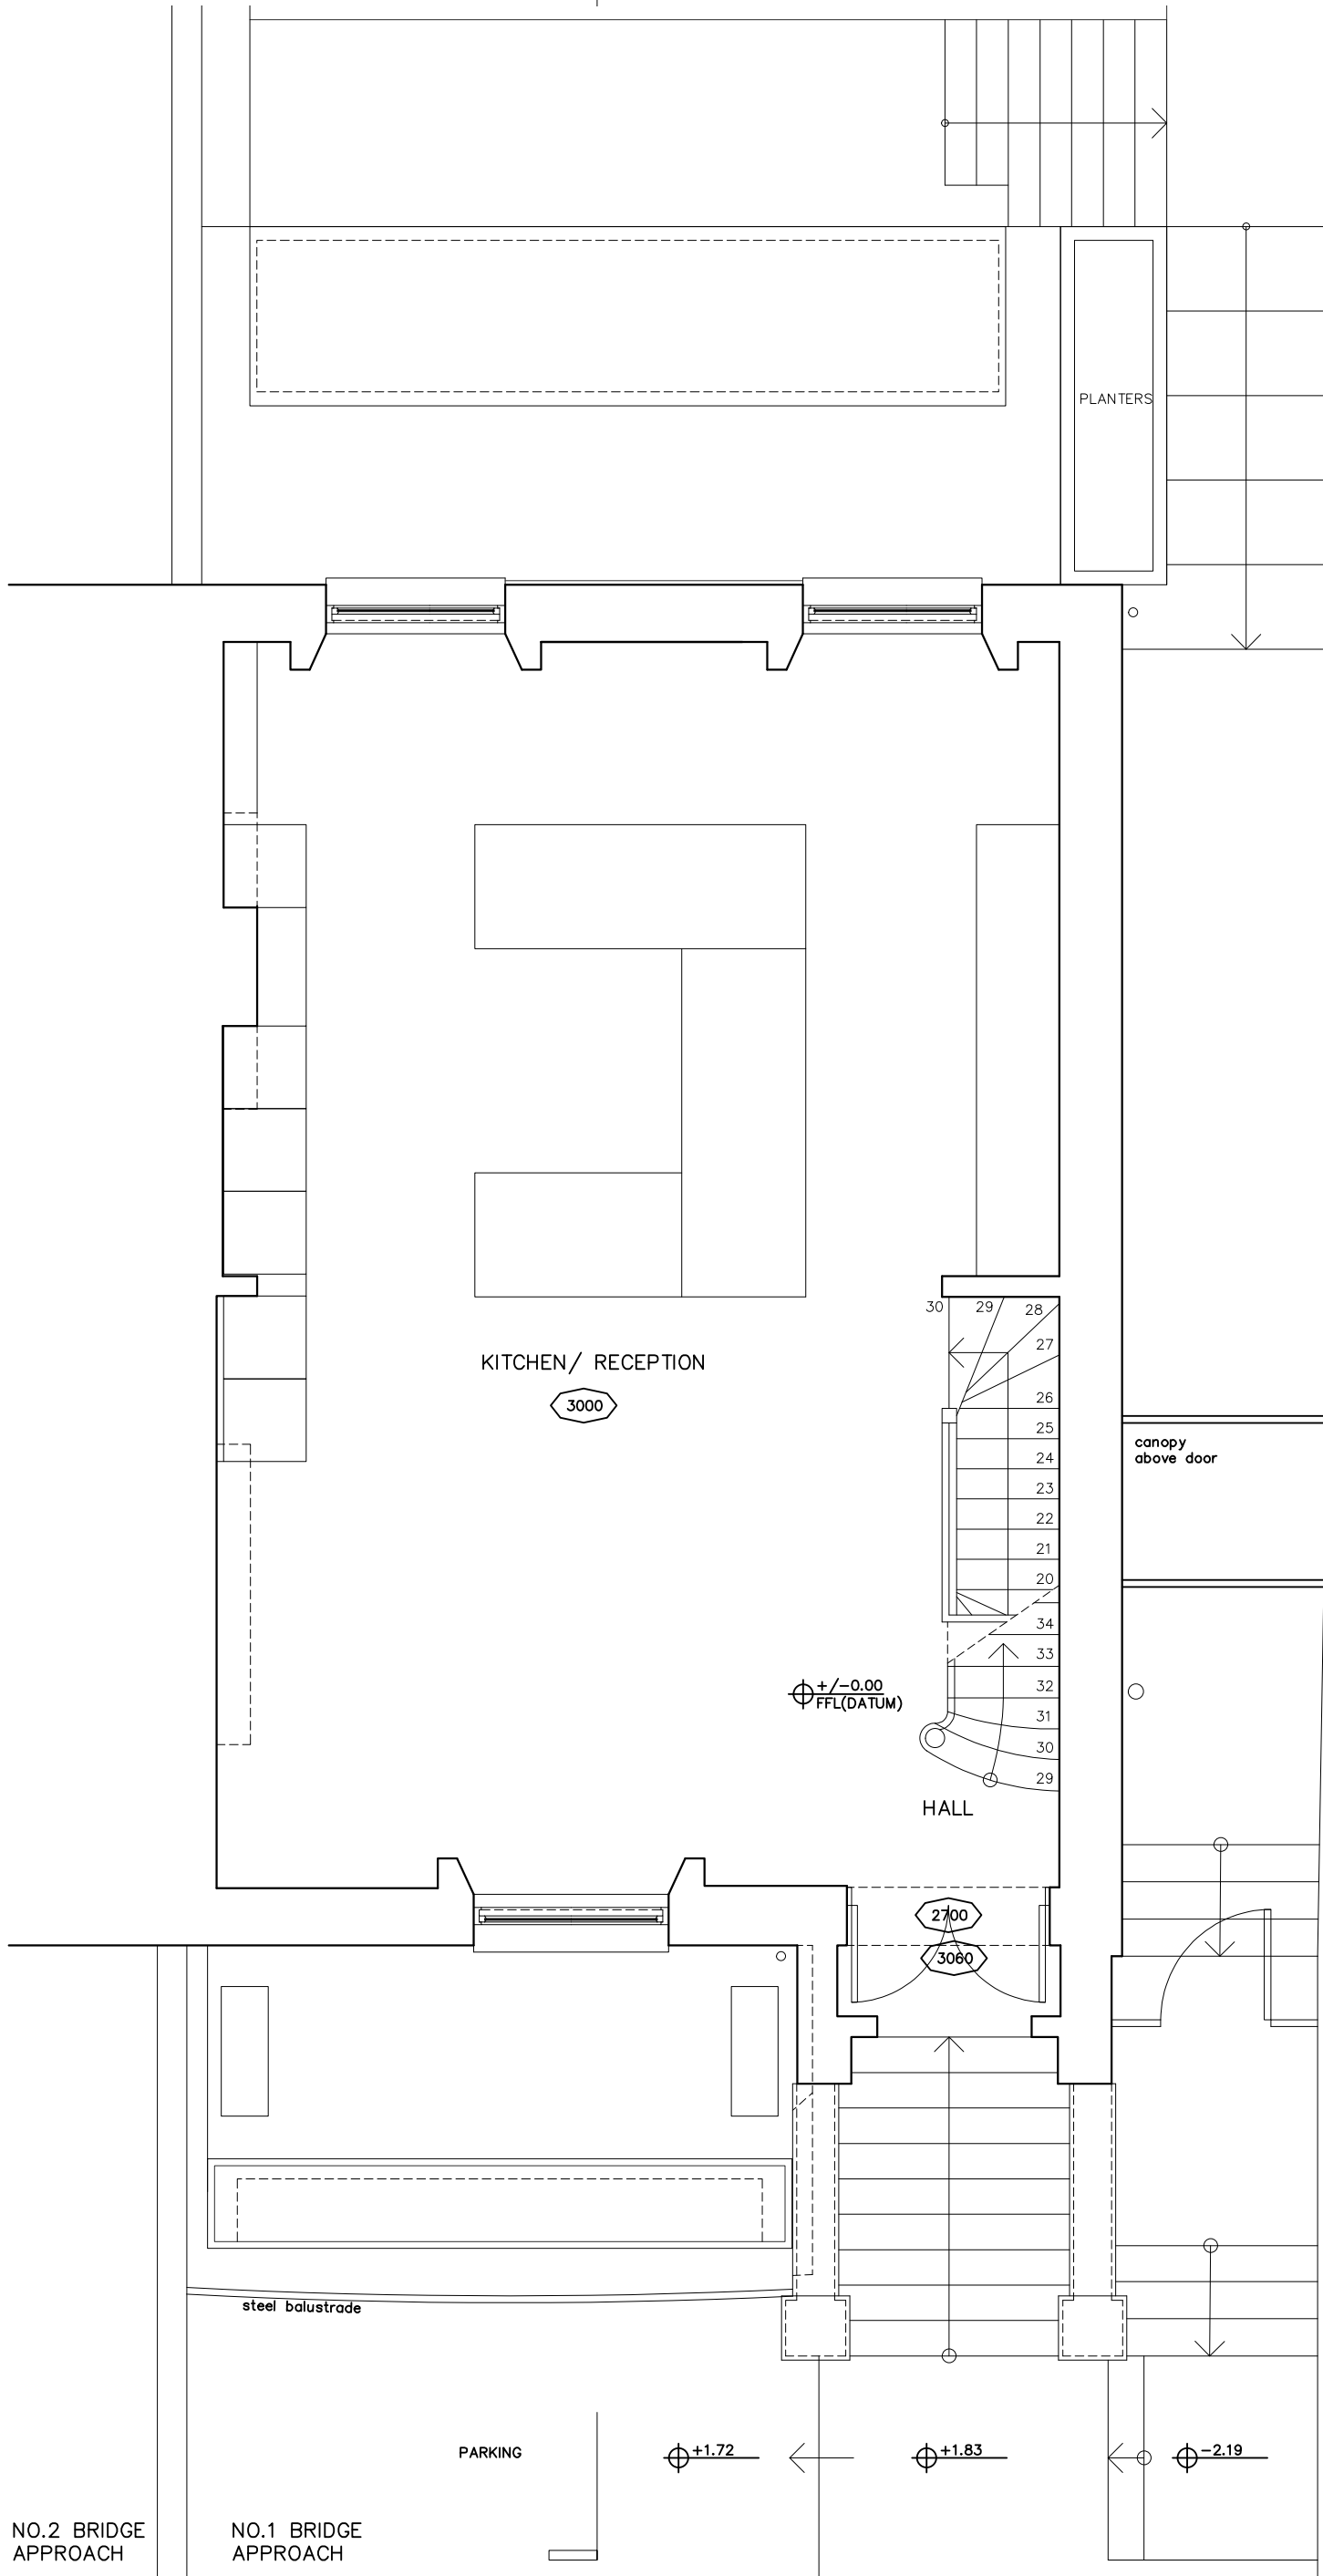 PLANTERS
30 29 28
27
KITCHEN/ RECEPTION
26
3000
25
canopy
24
above door
23
22
21
20
34
33
+/-0.00
32
FFL(DATUM)
31
30
29
HALL
2700
3060
steel balustrade
PARKING
+1.72
+1.83
-2.19
NO.2 BRIDGE
APPROACH
NO.1 BRIDGE
APPROACH